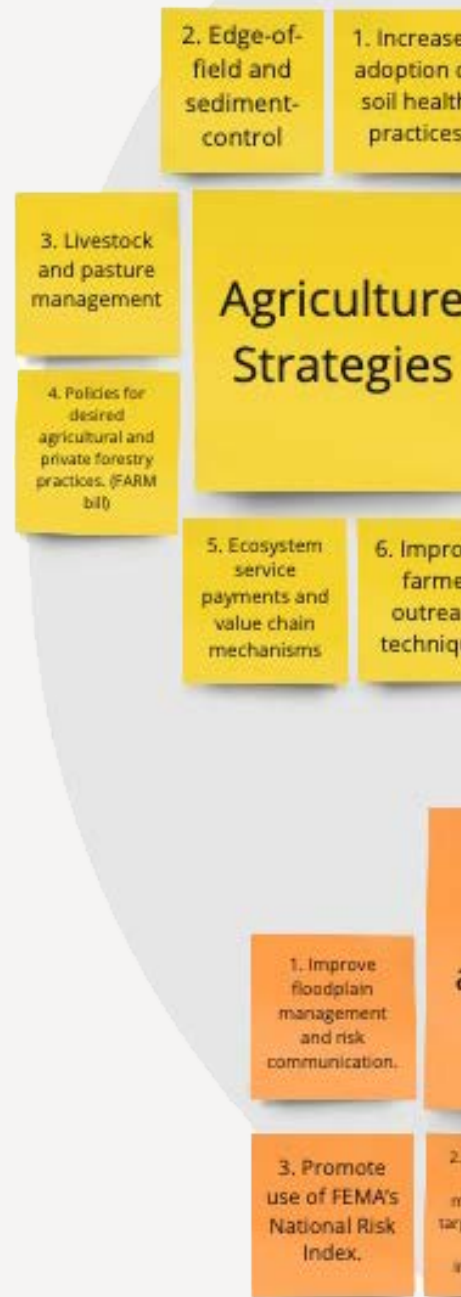 2. Edge-of-
field and
sediment-
control
1. Increase
adoption
soil health
practices
3. Livestock
and pasture
management
Agriculture
Strategies
4. Policies for
desired
agricultural and
private forestry
practices. (FARM
bill)
5. Ecosystem
service
payments and
value chain
mechanisms
6. Impro
farme
outrea
techniqu
1. Improve
floodplain
management
and risk
communication.
3. Promote
use of FEMA's
National Risk
Index.
2.